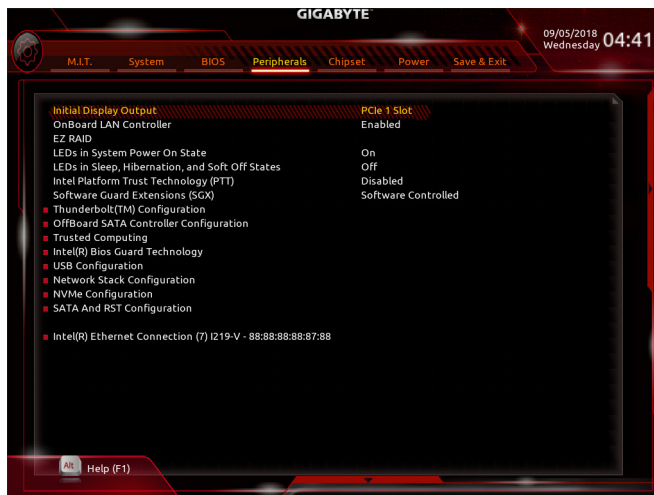 GIGABYTE™
09/05/2018
Wednesday
04:41
M.I.T. System BIOS Peripherals Chipset Power Save & Exit
Initial Display Output PCIe 1 Slot
OnBoard LAN Controller Enabled
EZ RAID
LEDs in System Power On State On
LEDs in Sleep, Hibernation, and Soft Off States Off
Intel Platform Trust Technology (PTT) Disabled
Software Guard Extensions (SGX) Software Controlled
Thunderbolt(TM) Configuration
OffBoard SATA Controller Configuration
Trusted Computing
Intel(R) Bios Guard Technology
USB Configuration
Network Stack Configuration
NVMe Configuration
SATA And RST Configuration
Intel(R) Ethernet Connection (7) I219-V - 88:88:88:88:87:88
Alt Help (F1)